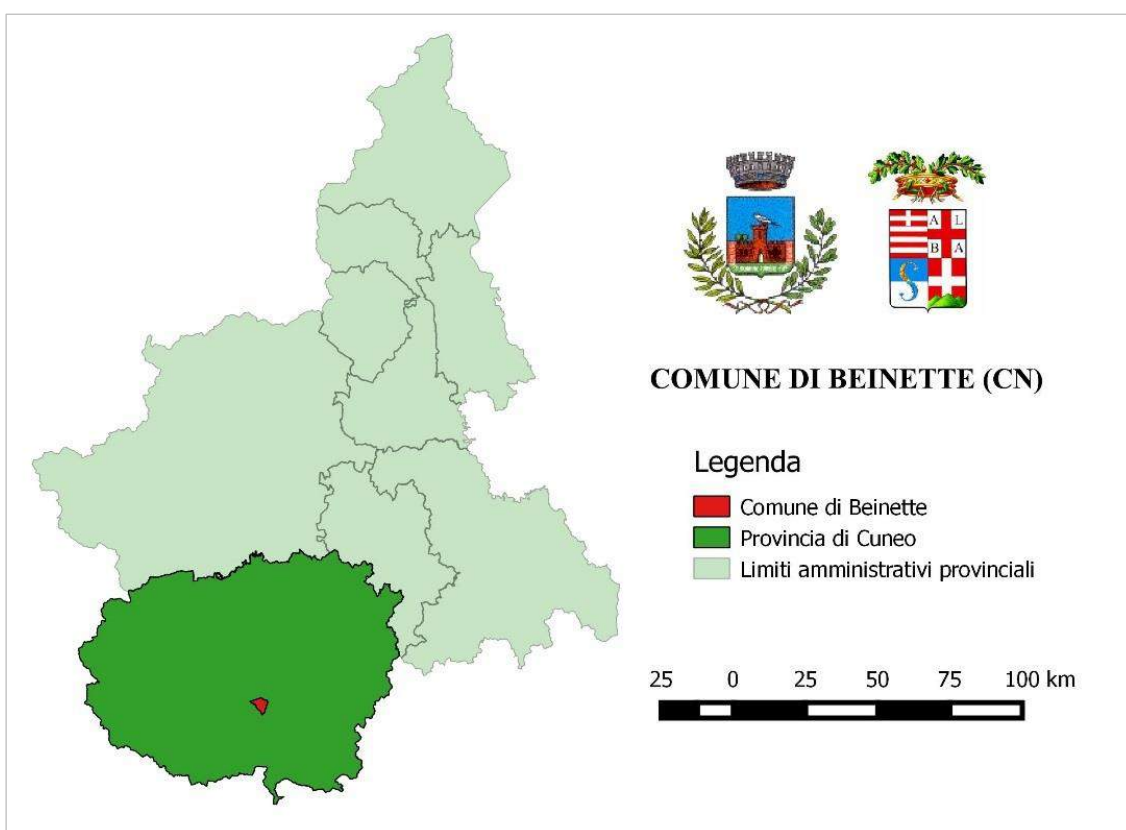 A L
B A
COMUNE DI BEINETTE (CN)
Legenda
Comune di Beinette
Provincia di Cuneo
Limiti amministrativi provinciali
25 0 25 50 75 100 km